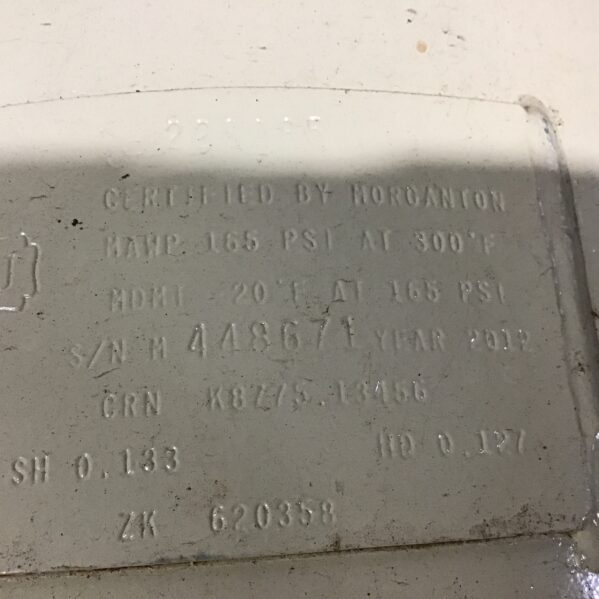 CERTIFIED BY MORGANTON
MAWP 165 PSI AT 300°F
MDMT -20°F AT 165 PSI
S/N M 448671 YEAR 2012
CRN K8775.13456
SH 0.133 HD 0.127
ZK 620358